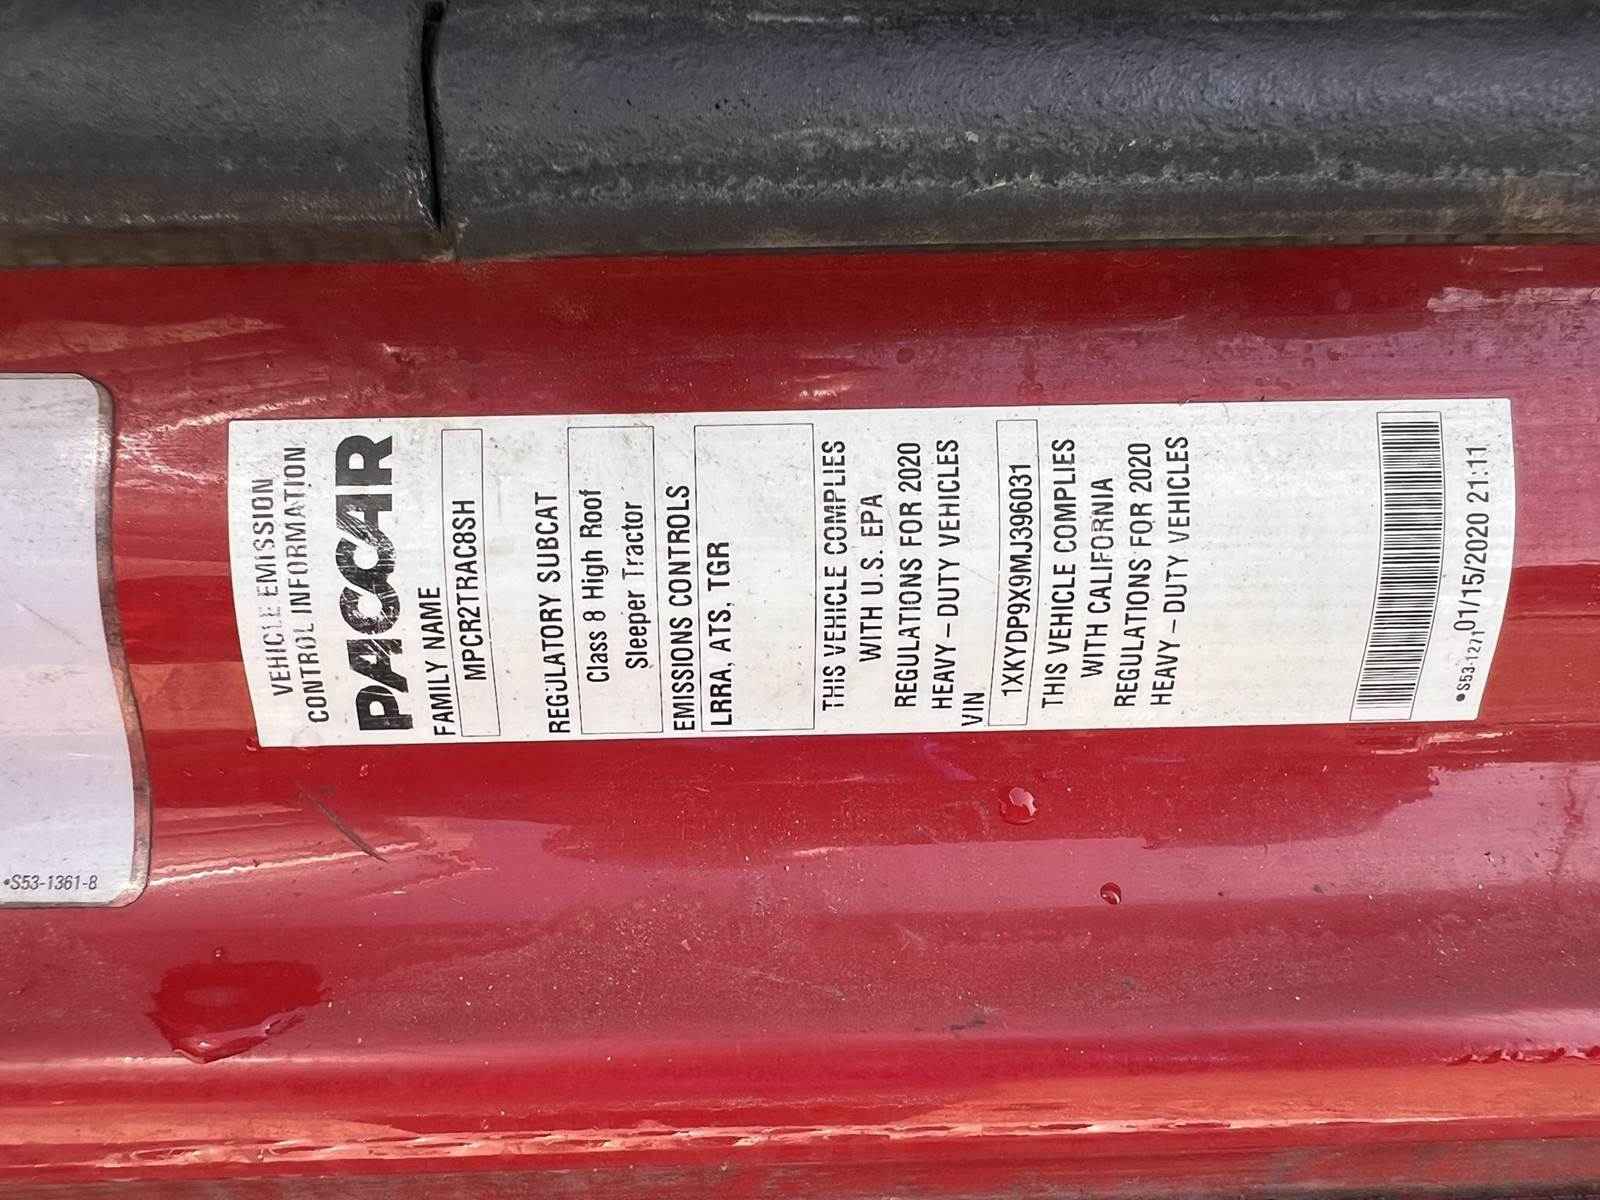 VEHICLE EMISSION
CONTROL INFORMATION
PACCAR
FAMILY NAME
MPCR2TRAC8SH
REGULATORY SUBCAT
Class 8 High Roof
Sleeper Tractor
EMISSIONS CONTROLS
LRRA, ATS, TGR
THIS VEHICLE COMPLIES
WITH U.S. EPA
REGULATIONS FOR 2020
HEAVY-DUTY VEHICLES
VIN
1XKYDP9X9MJ396031
THIS VEHICLE COMPLIES
WITH CALIFORNIA
REGULATIONS FOR 2020
HEAVY-DUTY VEHICLES
•S53-1271 01/15/2020 21:11
•S53-1361-8